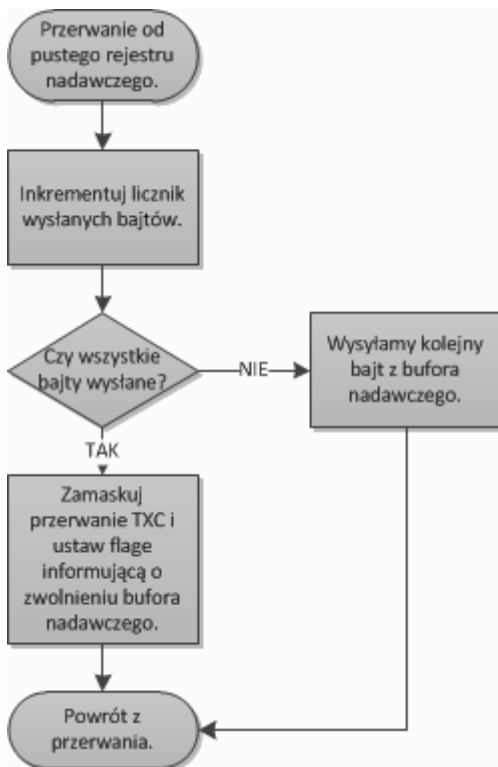 Przerwanie od
pustego rejestru
nadawczego.
Inkrementuj licznik
wysłanych bajtów.
Czy wszystkie
bajty wysłane?
NIE
Wysyłamy kolejny
bajt z bufora
nadawczego.
TAK
Zamaskuj
przerwanie TXC i
ustaw flage
informującą o
zwolnieniu bufora
nadawczego.
Powrót z
przerwania.